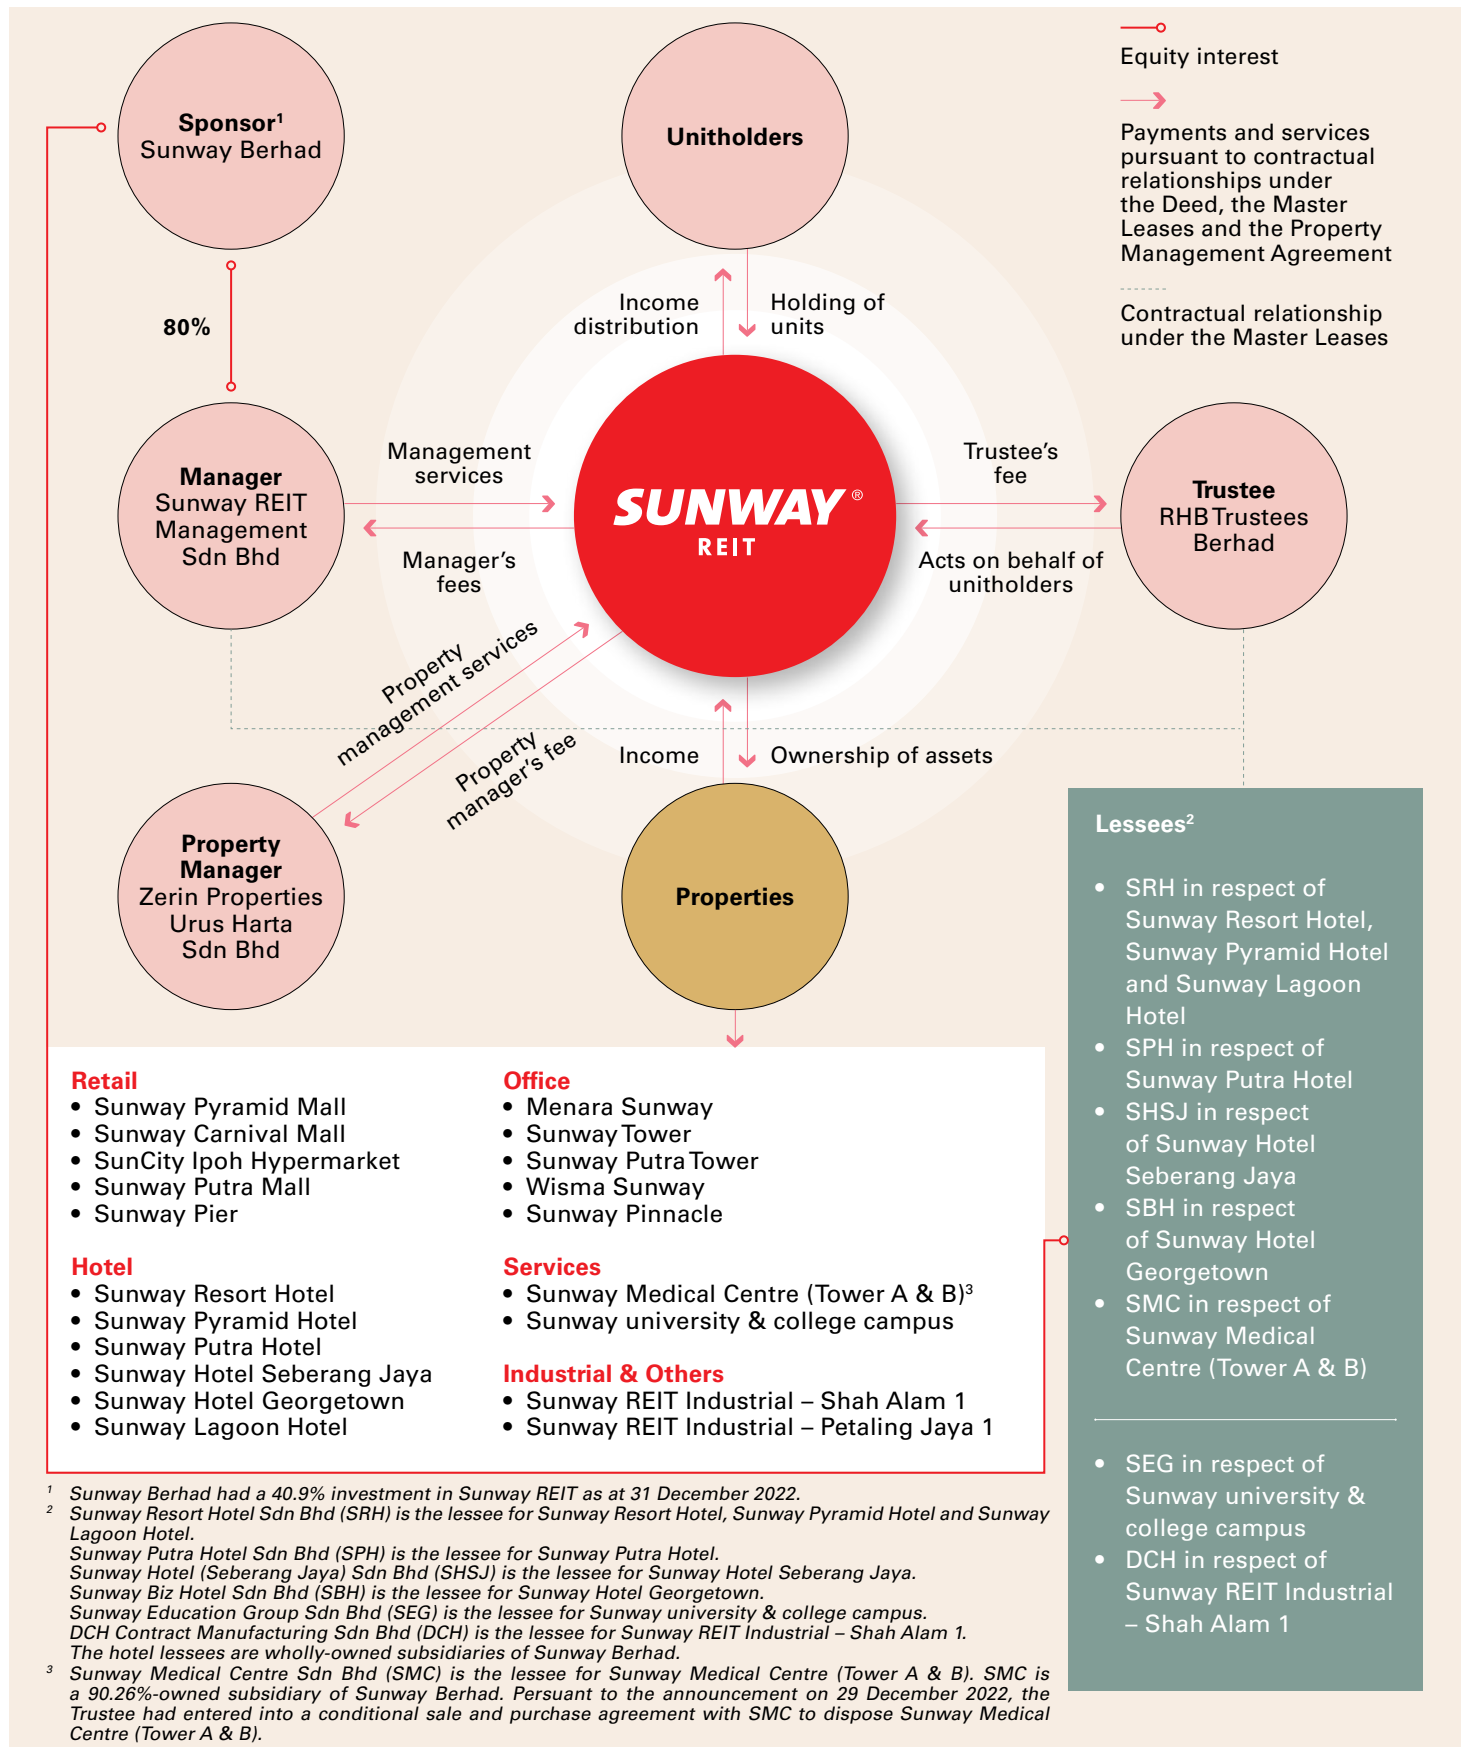 Sponsor¹
Sunway Berhad
Unitholders
Equity interest
Payments and services
pursuant to contractual
relationships under
the Deed, the Master
Leases and the Property
Management Agreement
Contractual relationship
under the Master Leases
80%
Income
distribution
Holding of
units
Manager
Sunway REIT
Management
Sdn Bhd
Management
services
Manager's
fees
SUNWAY®
REIT
Trustee's
fee
Acts on behalf of
unitholders
Trustee
RHB Trustees
Berhad
Property
management services
Property
manager's fee
Income
Ownership of assets
Property
Manager
Zerin Properties
Urus Harta
Sdn Bhd
Properties
Retail
• Sunway Pyramid Mall
• Sunway Carnival Mall
• SunCity Ipoh Hypermarket
• Sunway Putra Mall
• Sunway Pier
Hotel
• Sunway Resort Hotel
• Sunway Pyramid Hotel
• Sunway Putra Hotel
• Sunway Hotel Seberang Jaya
• Sunway Hotel Georgetown
• Sunway Lagoon Hotel
Office
• Menara Sunway
• Sunway Tower
• Sunway Putra Tower
• Wisma Sunway
• Sunway Pinnacle
Services
• Sunway Medical Centre (Tower A & B)³
• Sunway university & college campus
Industrial & Others
• Sunway REIT Industrial – Shah Alam 1
• Sunway REIT Industrial – Petaling Jaya 1
Lessees²
• SRH in respect of
Sunway Resort Hotel,
Sunway Pyramid Hotel
and Sunway Lagoon
Hotel
• SPH in respect of
Sunway Putra Hotel
• SHSJ in respect
of Sunway Hotel
Seberang Jaya
• SBH in respect
of Sunway Hotel
Georgetown
• SMC in respect of
Sunway Medical
Centre (Tower A & B)
• SEG in respect of
Sunway university &
college campus
• DCH in respect of
Sunway REIT Industrial
– Shah Alam 1
¹ Sunway Berhad had a 40.9% investment in Sunway REIT as at 31 December 2022.
² Sunway Resort Hotel Sdn Bhd (SRH) is the lessee for Sunway Resort Hotel, Sunway Pyramid Hotel and Sunway
Lagoon Hotel.
Sunway Putra Hotel Sdn Bhd (SPH) is the lessee for Sunway Putra Hotel.
Sunway Hotel (Seberang Jaya) Sdn Bhd (SHSJ) is the lessee for Sunway Hotel Seberang Jaya.
Sunway Biz Hotel Sdn Bhd (SBH) is the lessee for Sunway Hotel Georgetown.
Sunway Education Group Sdn Bhd (SEG) is the lessee for Sunway university & college campus.
DCH Contract Manufacturing Sdn Bhd (DCH) is the lessee for Sunway REIT Industrial – Shah Alam 1.
The hotel lessees are wholly-owned subsidiaries of Sunway Berhad.
³ Sunway Medical Centre Sdn Bhd (SMC) is the lessee for Sunway Medical Centre (Tower A & B). SMC is
a 90.26%-owned subsidiary of Sunway Berhad. Persuant to the announcement on 29 December 2022, the
Trustee had entered into a conditional sale and purchase agreement with SMC to dispose Sunway Medical
Centre (Tower A & B).